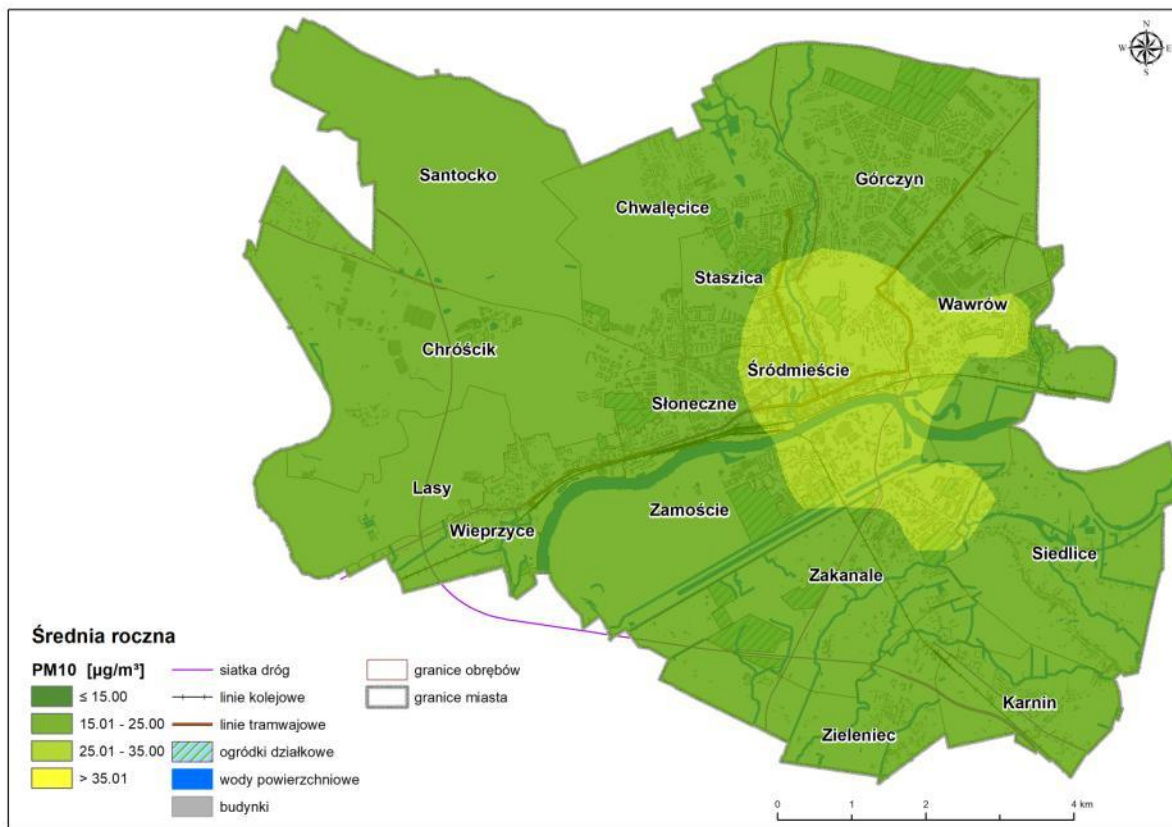 N
W E
S
Santocko
Górczyn
Chwalęcice
Staszica
Wawrów
Chróścik
Śródmieście
Słoneczne
Lasy
Zamoście
Wieprzyce
Siedlice
Zakanale
Karnin
Zieleniec
Średnia roczna
PM10 [µg/m³]
≤ 15.00
15.01 - 25.00
25.01 - 35.00
> 35.01
siatka dróg
linie kolejowe
linie tramwajowe
ogródki działkowe
wody powierzchniowe
budynki
granice obrębów
granice miasta
0 1 2 4 km